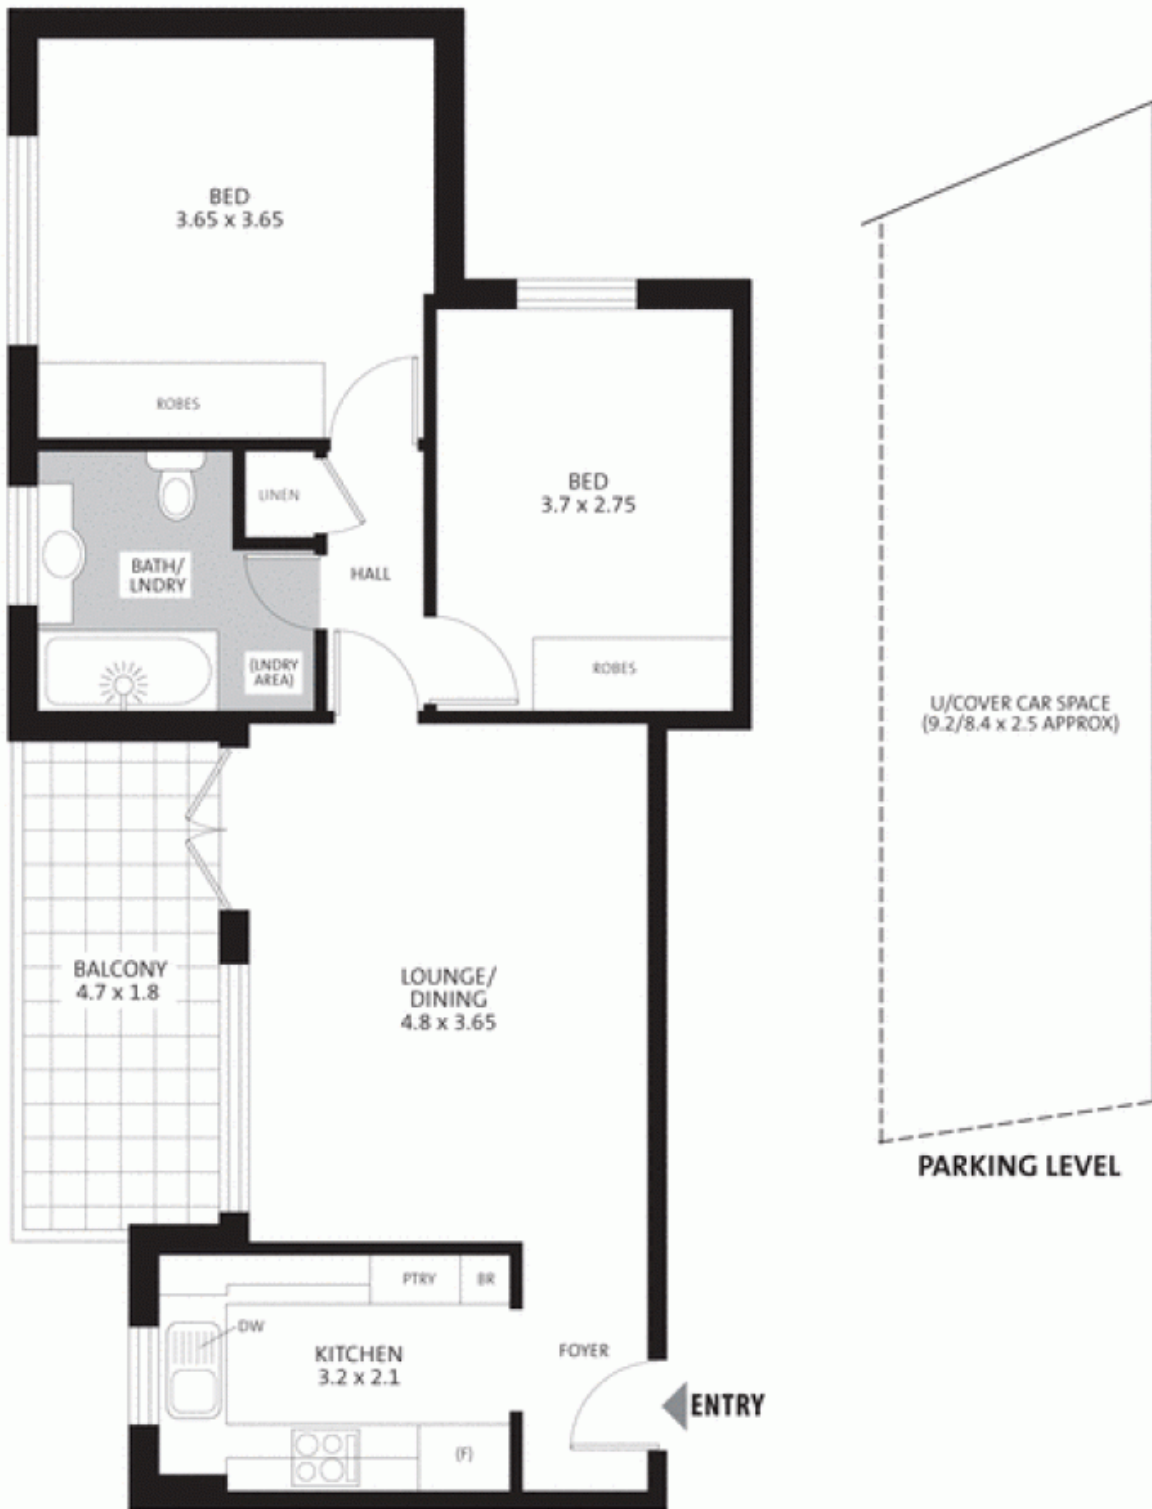 BED
3.65 x 3.65
ROBES
LINEN
BED
3.7 x 2.75
BATH/
LNDRY
HALL
(LNDRY
AREA)
ROBES
U/COVER CAR SPACE
(9.2/8.4 x 2.5 APPROX)
BALCONY
4.7 x 1.8
LOUNGE/
DINING
4.8 x 3.65
PARKING LEVEL
PTRY
BR
DW
KITCHEN
3.2 x 2.1
FOYER
ENTRY
(F)